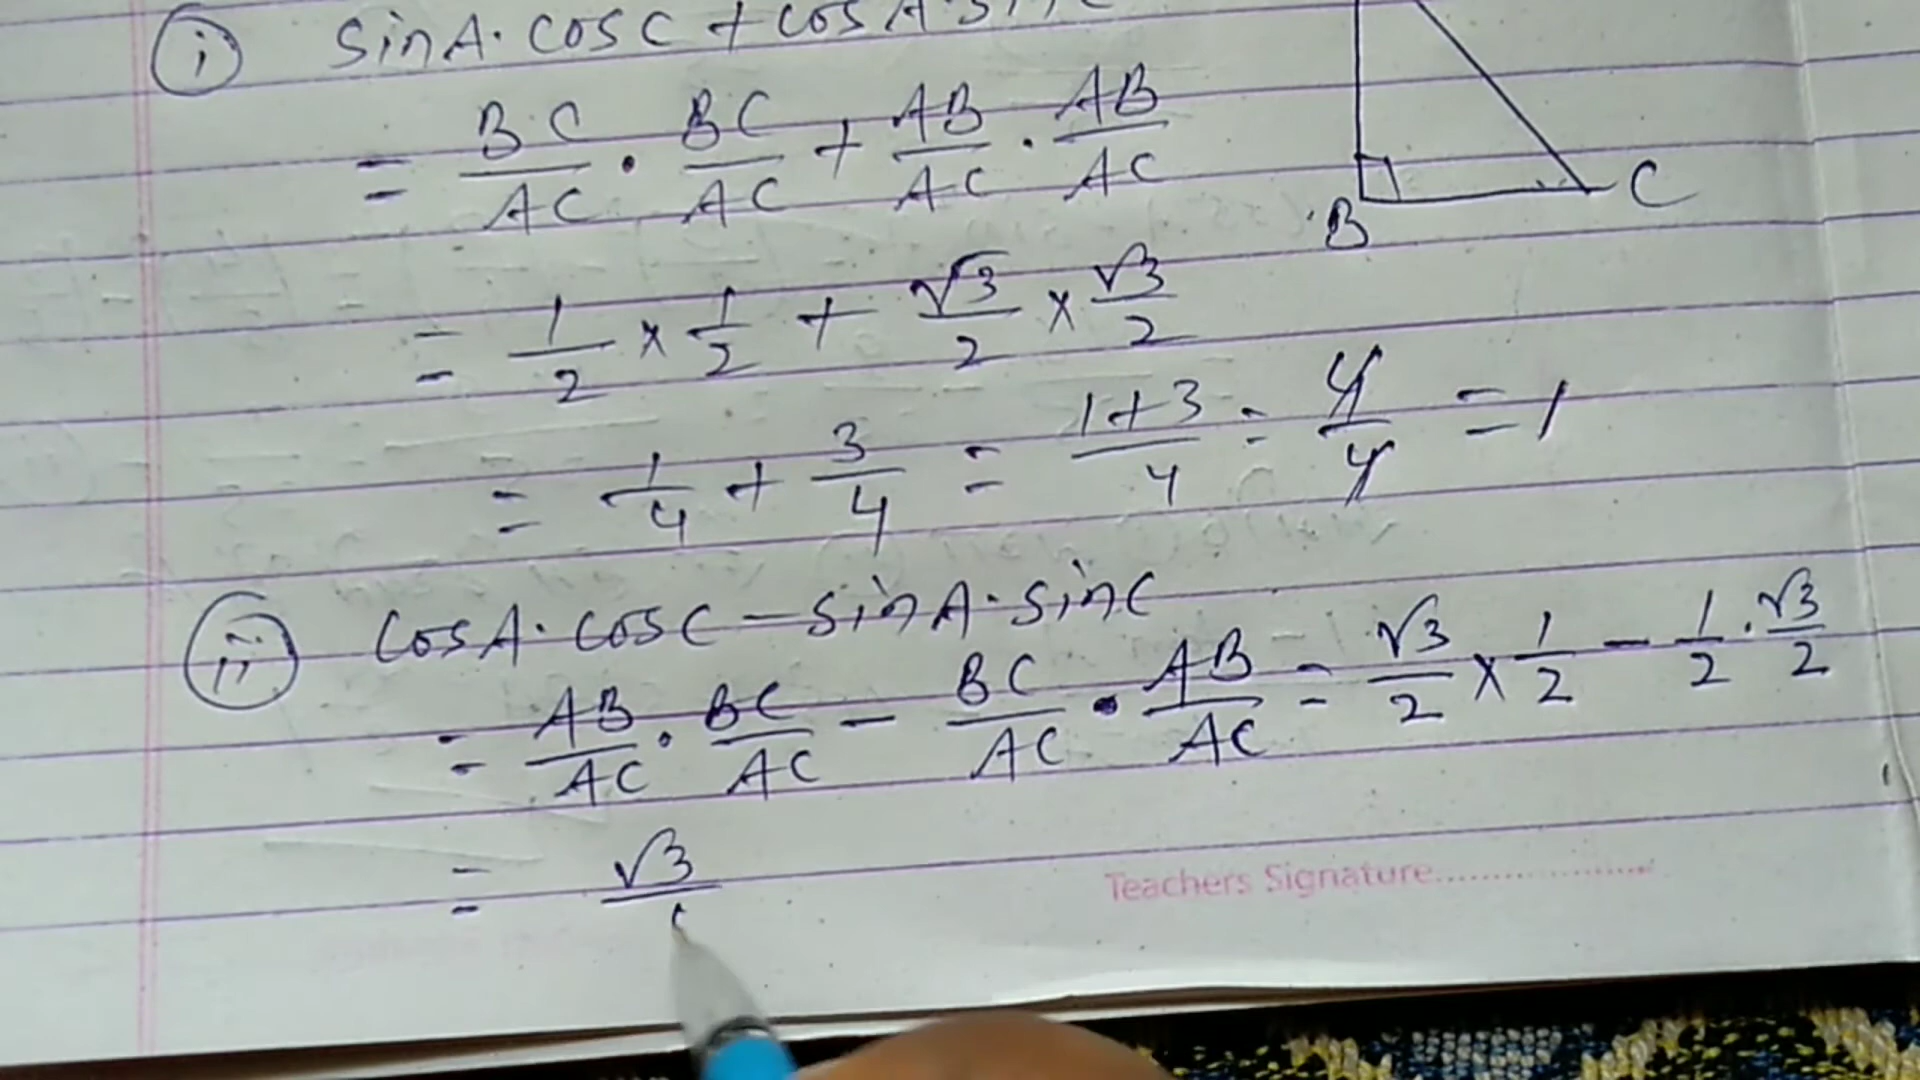 (i) sinA. cosC + cosA. sinC
= BC/AC . BC/AC + AB/AC . AB/AC
B C
= 1/2 × 1/2 + √3/2 × √3/2
= 1/4 + 3/4 = 1+3/4 = 4/4 = 1
(ii) cosA. cosC - sinA. sinC
= AB/AC . BC/AC - BC/AC . AB/AC = √3/2 × 1/2 - 1/2 . √3/2
= √3
Teachers Signature....................